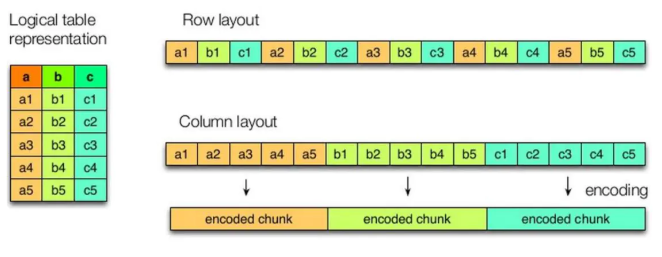 Logical table
representation
a b c
a1 b1 c1
a2 b2 c2
a3 b3 c3
a4 b4 c4
a5 b5 c5
Row layout
a1 b1 c1 a2 b2 c2 a3 b3 c3 a4 b4 c4 a5 b5 c5
Column layout
a1 a2 a3 a4 a5 b1 b2 b3 b4 b5 c1 c2 c3 c4 c5
encoding
encoded chunk encoded chunk encoded chunk